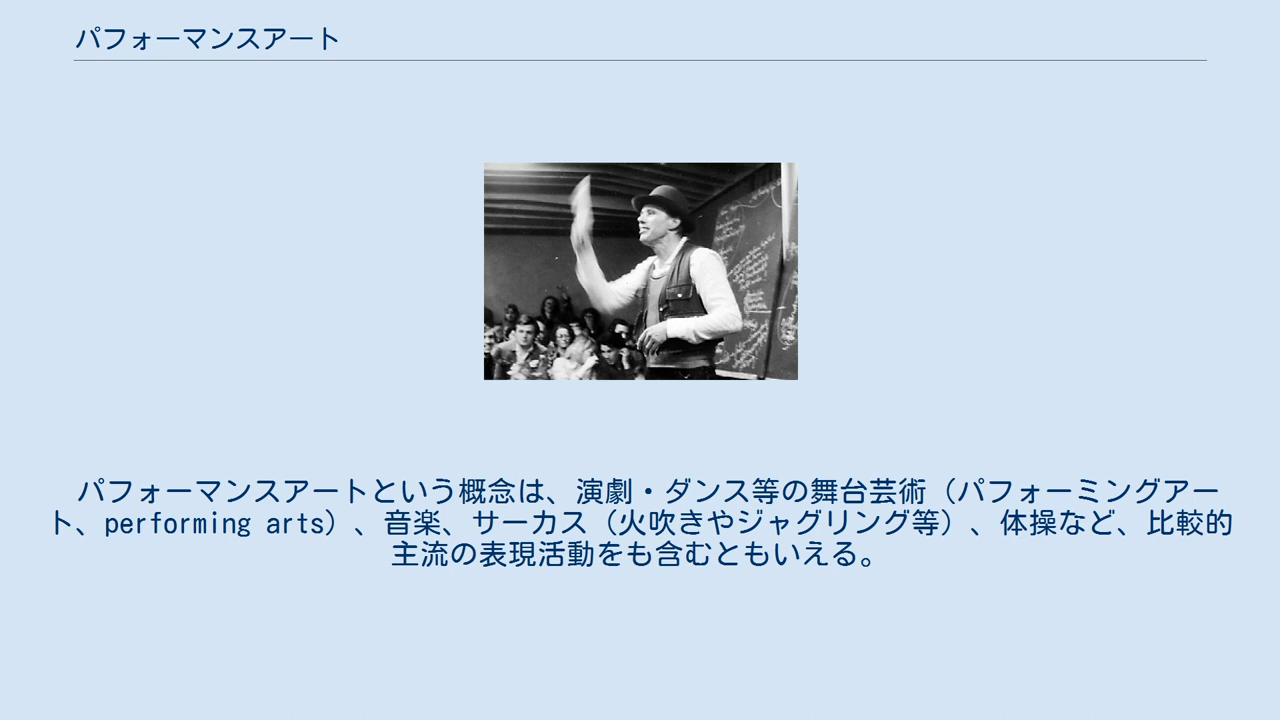 パフォーマンスアート
パフォーマンスアートという概念は、演劇・ダンス等の舞台芸術（パフォーミングアー
ト、performing arts）、音楽、サーカス（火吹きやジャグリング等）、体操など、比較的
主流の表現活動をも含むともいえる。